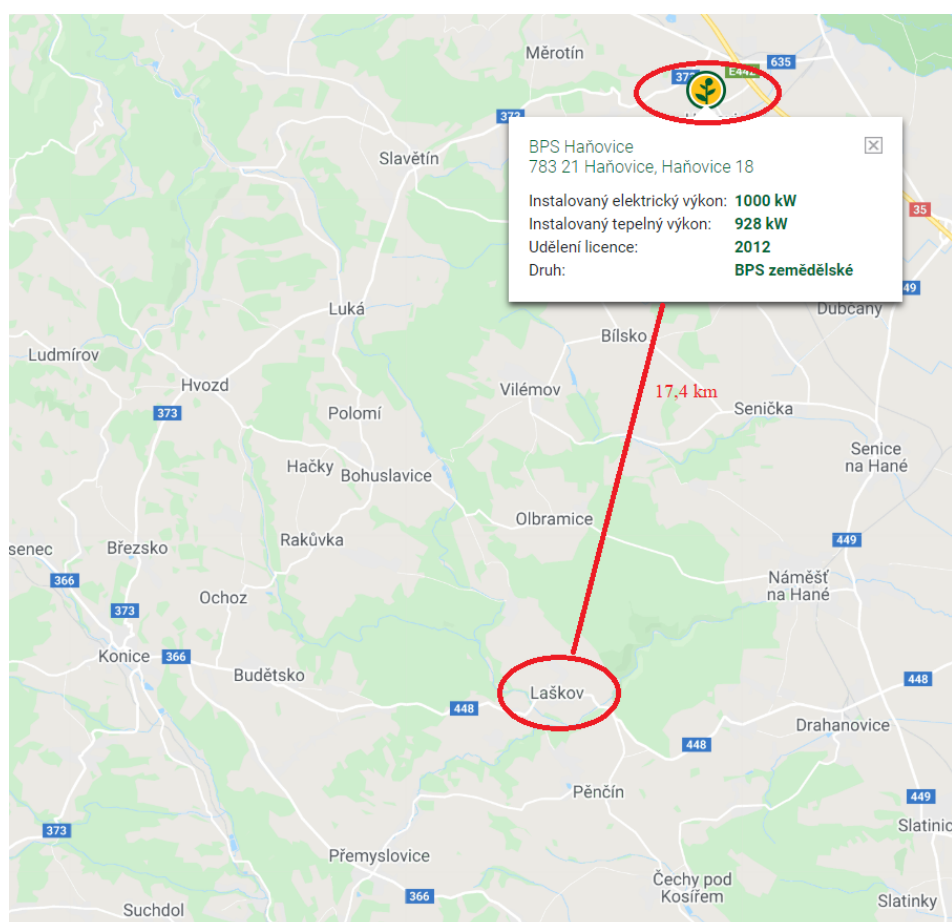 Měrotín
635
E442
373
Slavětín
BPS Haňovice
783 21 Haňovice, Haňovice 18
Instalovaný elektrický výkon: 1000 kW
Instalovaný tepelný výkon: 928 kW
Udělení licence: 2012
Druh: BPS zemědělské
35
49
Dubčany
Luká
Bílsko
Ludmírov
Hvozd
Vilémov
17,4 km
373
Polomí
Senička
Senice
na Hané
Hačky
Bohuslavice
Olbramice
Rakůvka
449
senec
Březsko
366
Náměšť
na Hané
Ochoz
373
Konice
366
Budětsko
448
Laškov
448
Drahanovice
448
Pěnčín
449
373
Slatinic
Přemyslovice
366
Čechy pod
Kosířem
Suchdol
Slatinky